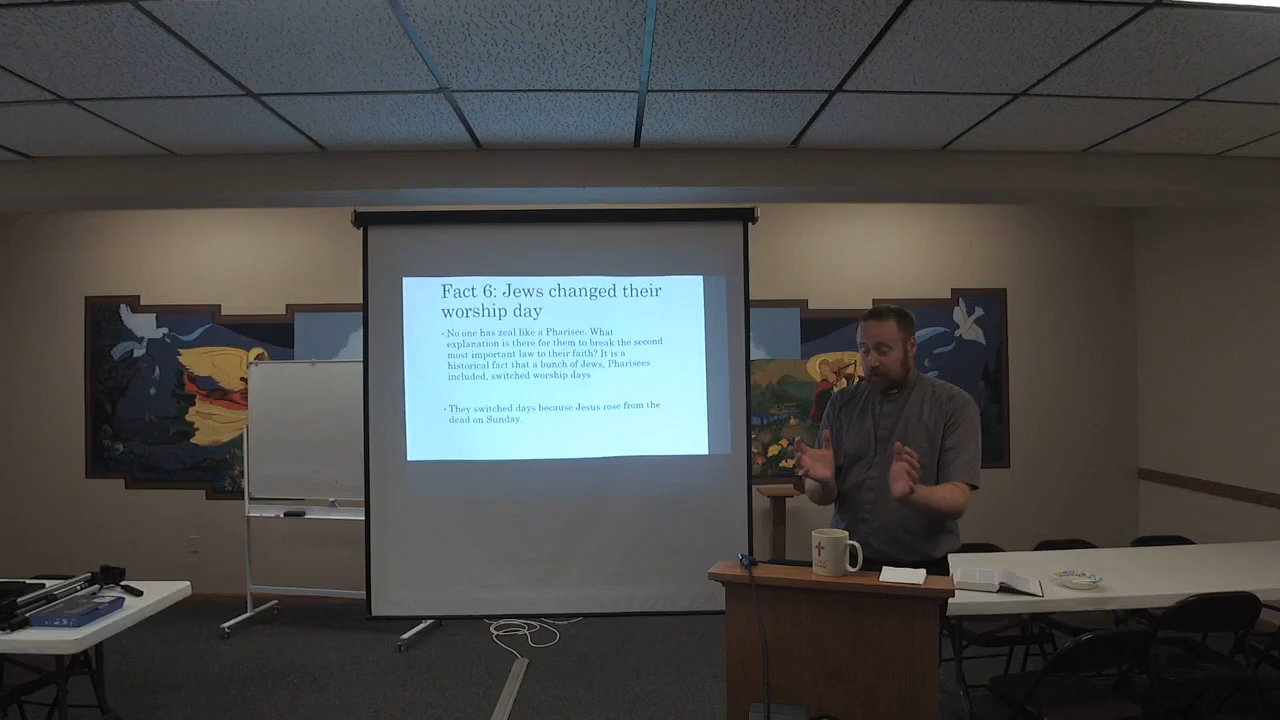 Fact 6: Jews changed their
worship day
• No one has zeal like a Pharisee. What
explanation is there for them to break the second
most important law to their faith? It is a
historical fact that a bunch of Jews, Pharisees
included, switched worship days
• They switched days because Jesus rose from the
dead on Sunday.